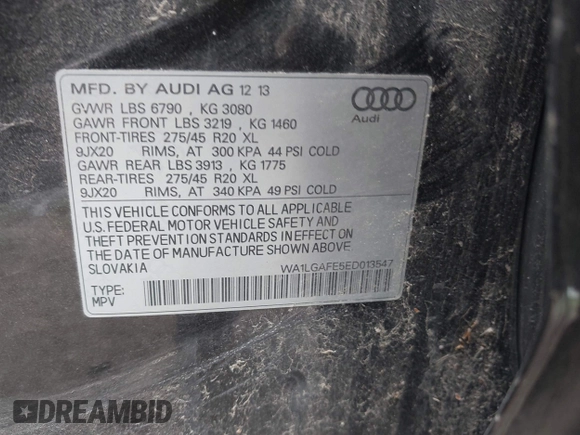 MFD. BY AUDI AG 12 13
GVWR LBS 6790 , KG 3080
GAWR FRONT LBS 3219 , KG 1460
FRONT-TIRES 275/45 R20 XL
9JX20 RIMS, AT 300 KPA 44 PSI COLD
GAWR REAR LBS 3913 , KG 1775
REAR-TIRES 275/45 R20 XL
9JX20 RIMS, AT 340 KPA 49 PSI COLD
Audi
THIS VEHICLE CONFORMS TO ALL APPLICABLE
U.S. FEDERAL MOTOR VEHICLE SAFETY AND
THEFT PREVENTION STANDARDS IN EFFECT ON
THE DATE OF MANUFACTURE SHOWN ABOVE
SLOVAKIA WA1LGAFE5ED013547
TYPE:
MPV
DREAMBID